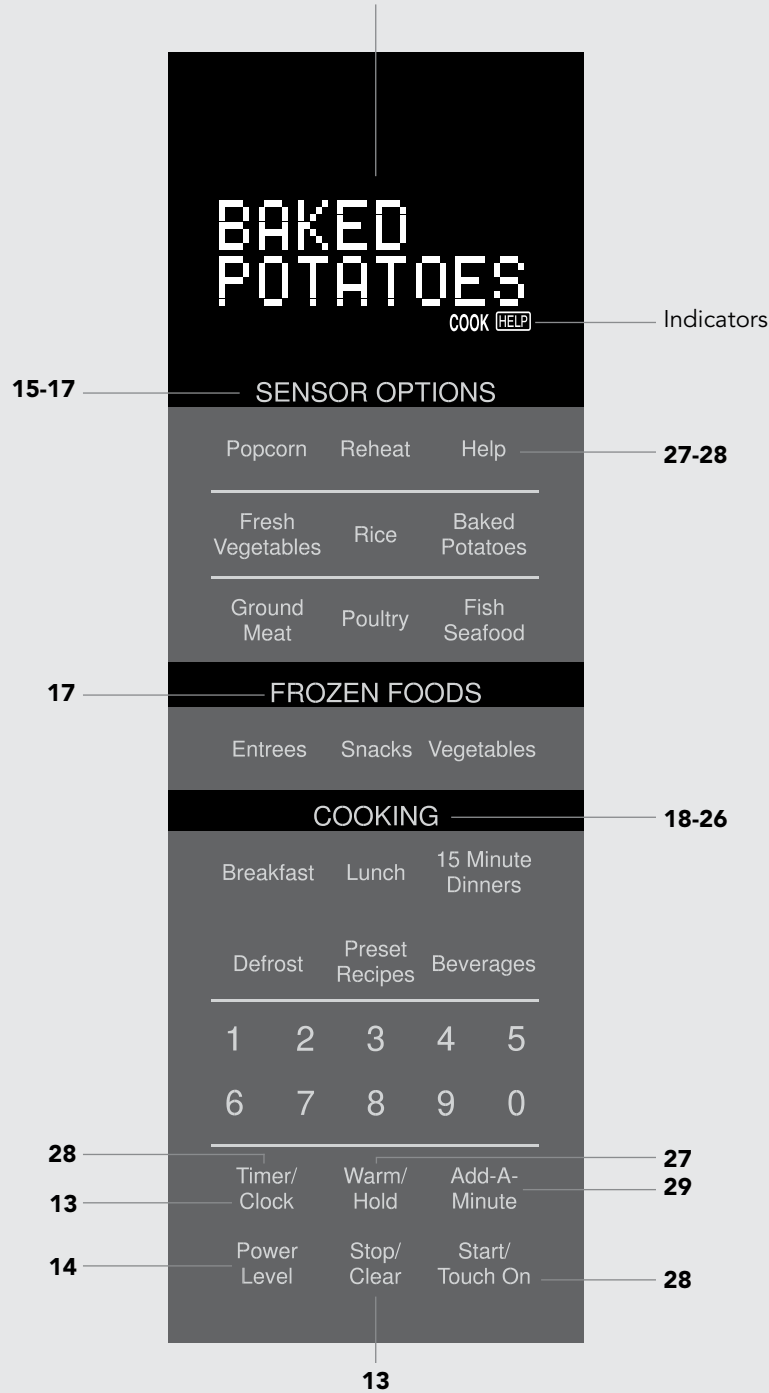 BAKED
POTATOES
COOK HELP
Indicators
15-17
SENSOR OPTIONS
Popcorn Reheat Help
27-28
Fresh
Vegetables
Rice
Baked
Potatoes
Ground
Meat
Poultry
Fish
Seafood
17
FROZEN FOODS
Entrees Snacks Vegetables
COOKING
18-26
Breakfast Lunch
15 Minute
Dinners
Defrost
Preset
Recipes
Beverages
1 2 3 4 5
6 7 8 9 0
28
Timer/
Clock
13
Warm/
Hold
27
Add-A-
Minute
29
14
Power
Level
Stop/
Clear
Start/
Touch On
28
13